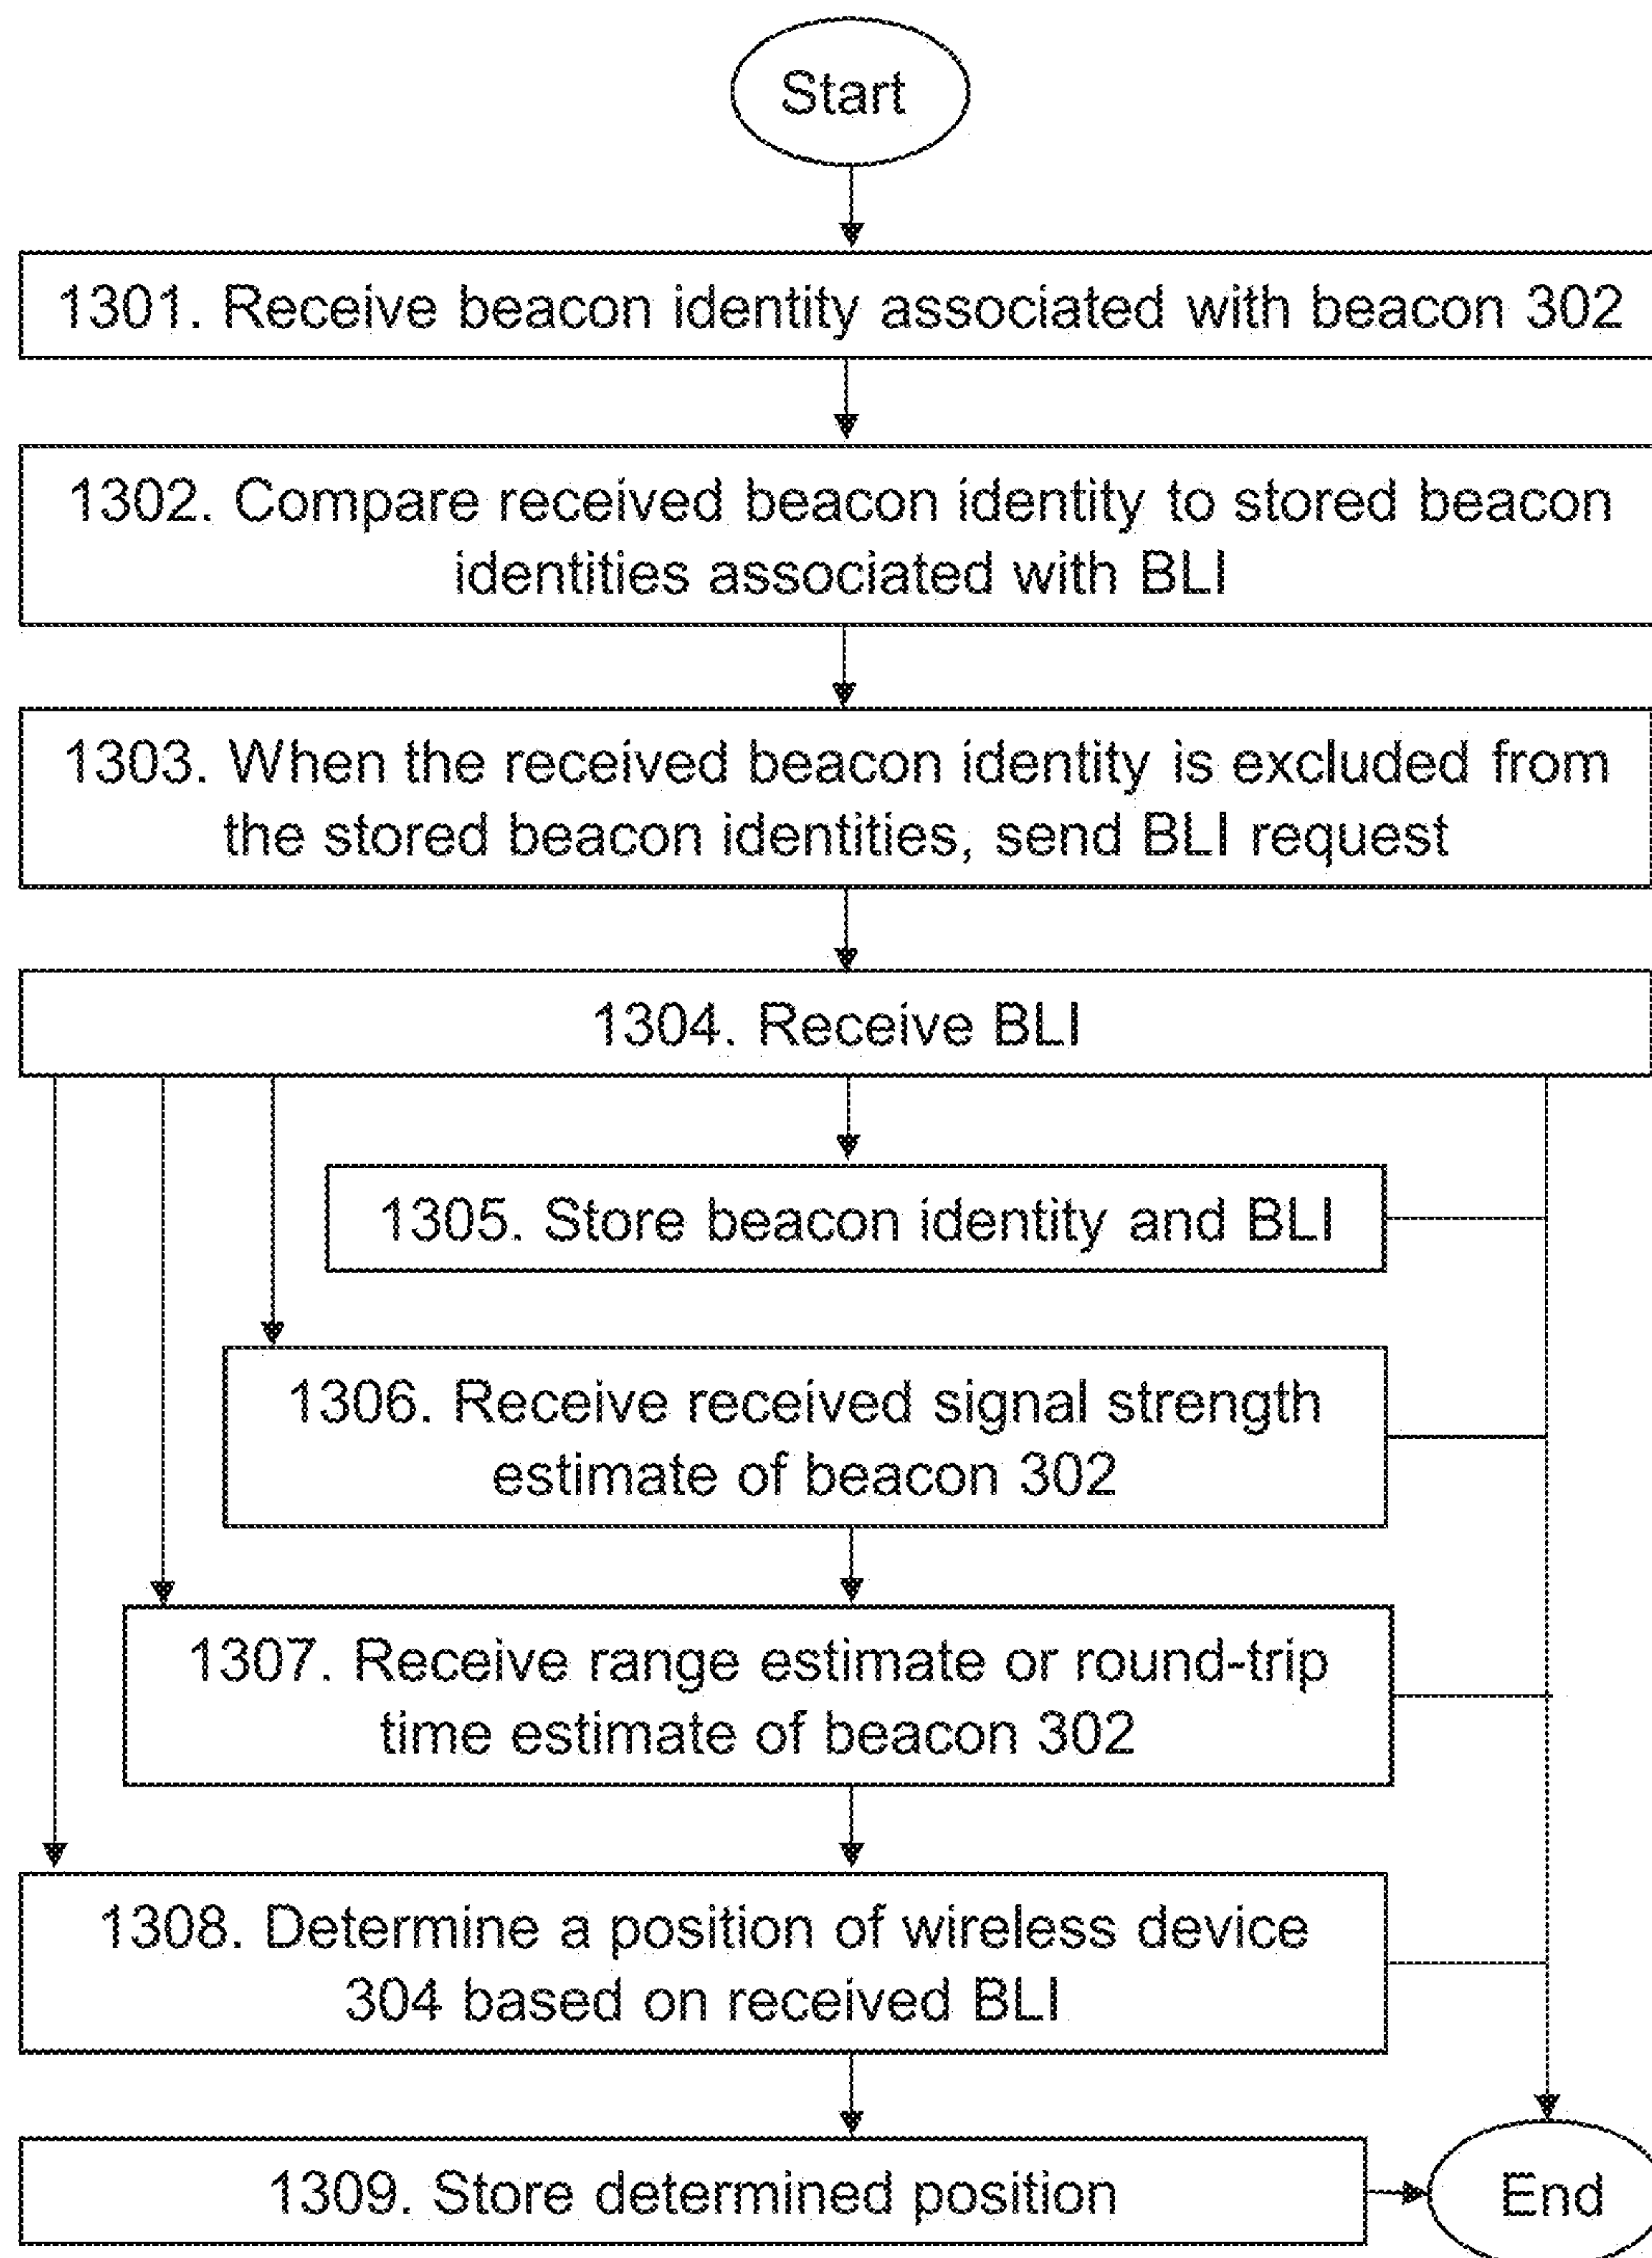 Start
1301. Receive beacon identity associated with beacon 302
1302. Compare received beacon identity to stored beacon
identities associated with BLI
1303. When the received beacon identity is excluded from
the stored beacon identities, send BLI request
1304. Receive BLI
1305. Store beacon identity and BLI
1306. Receive received signal strength
estimate of beacon 302
1307. Receive range estimate or round-trip
time estimate of beacon 302
1308. Determine a position of wireless device
304 based on received BLI
1309. Store determined position
End